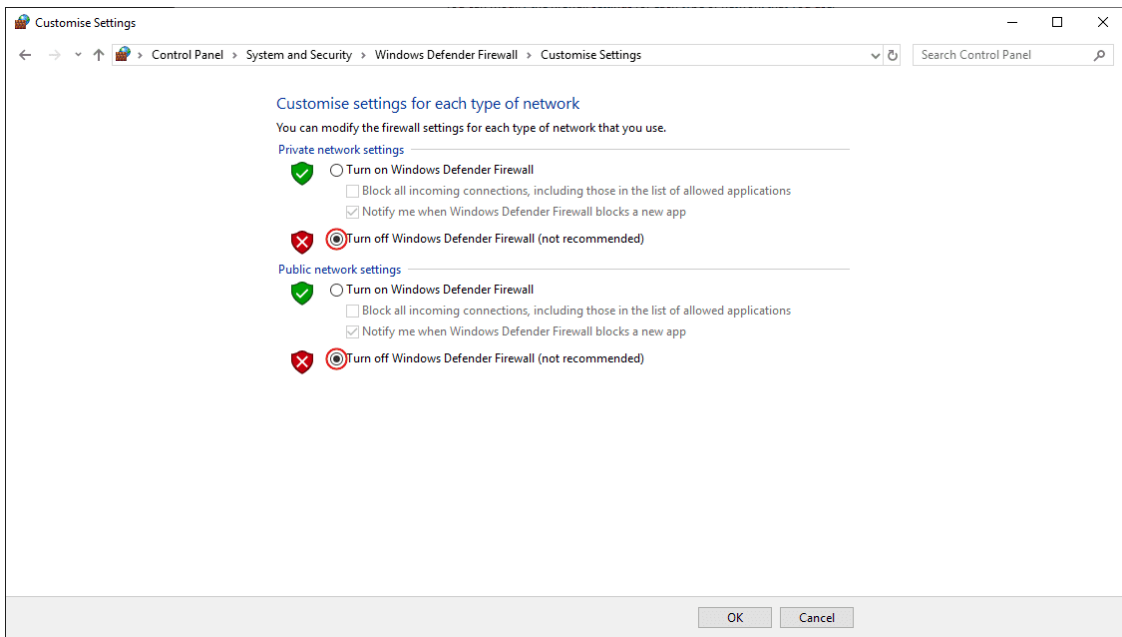 Customise Settings
Control Panel > System and Security > Windows Defender Firewall > Customise Settings
Search Control Panel
Customise settings for each type of network
You can modify the firewall settings for each type of network that you use.
Private network settings
Turn on Windows Defender Firewall
Block all incoming connections, including those in the list of allowed applications
Notify me when Windows Defender Firewall blocks a new app
Turn off Windows Defender Firewall (not recommended)
Public network settings
Turn on Windows Defender Firewall
Block all incoming connections, including those in the list of allowed applications
Notify me when Windows Defender Firewall blocks a new app
Turn off Windows Defender Firewall (not recommended)
OK Cancel